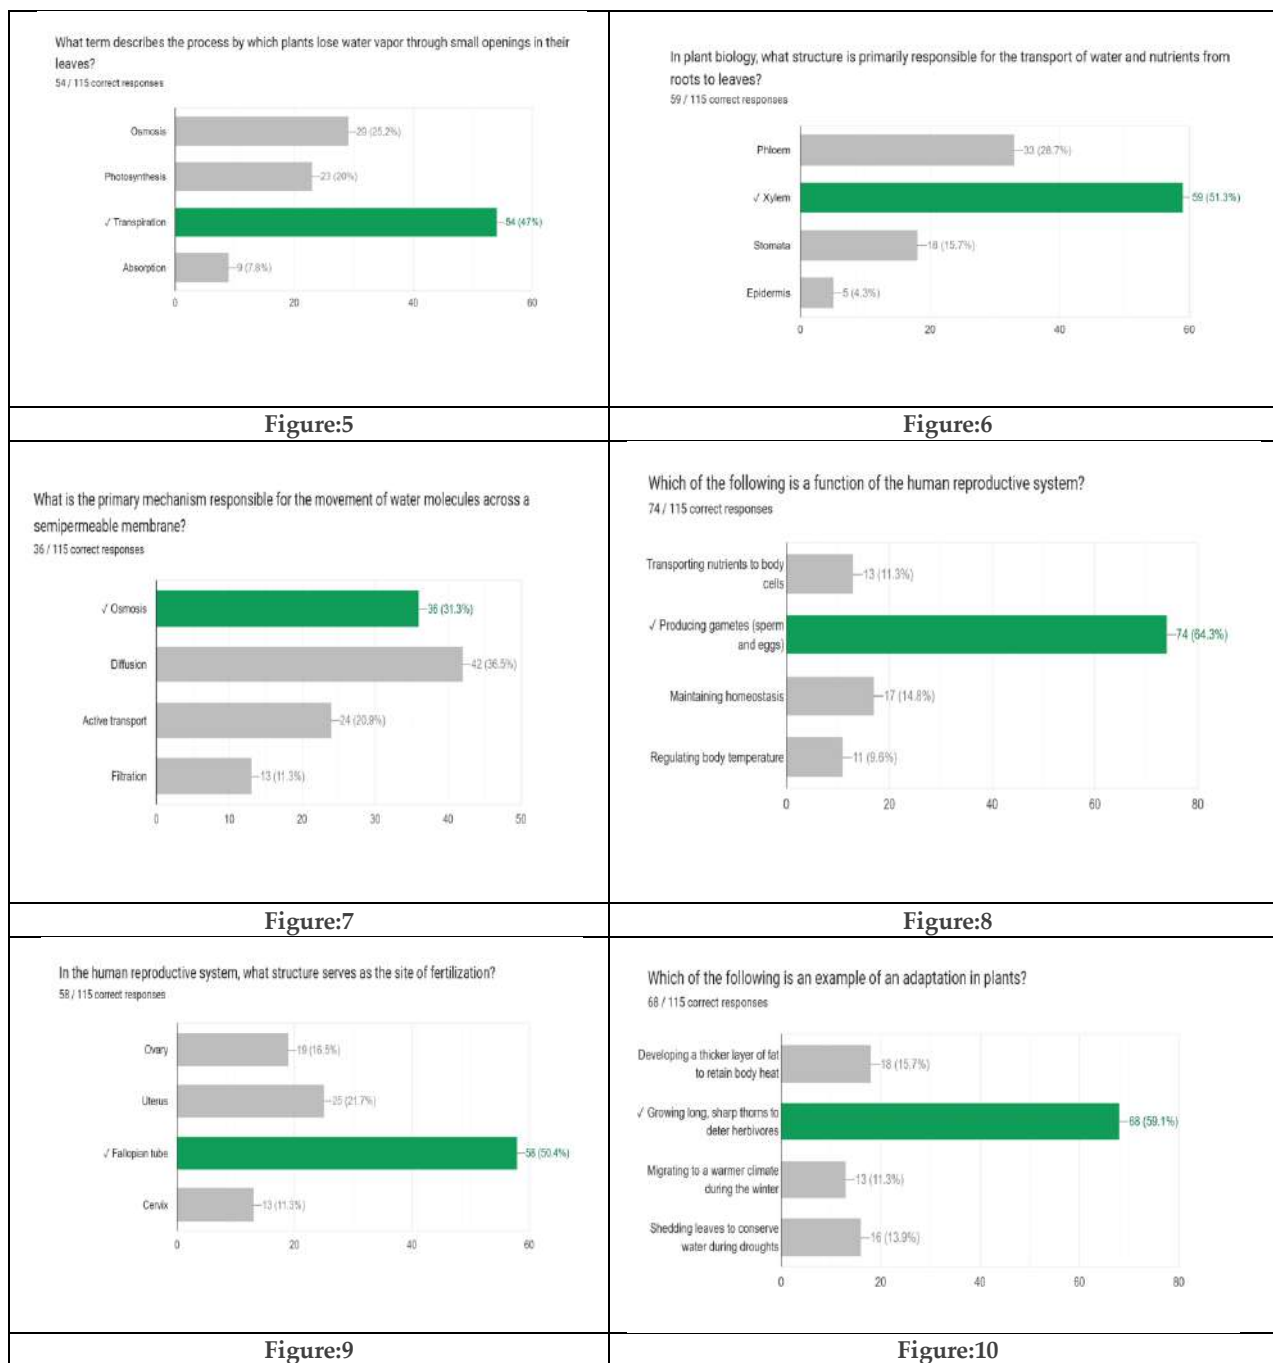 What term describes the process by which plants lose water vapor through small openings in their
leaves?
54 / 115 correct responses
Osmosis
29 (25.2%)
Photosynthesis
23 (20%)
✓ Transpiration
54 (47%)
Absorption
9 (7.8%)
0 20 40 60
Figure:5
In plant biology, what structure is primarily responsible for the transport of water and nutrients from
roots to leaves?
59 / 115 correct responses
Phloem
33 (28.7%)
✓ Xylem
59 (51.3%)
Stomata
18 (15.7%)
Epidermis
5 (4.3%)
0 20 40 60
Figure:6
What is the primary mechanism responsible for the movement of water molecules across a
semipermeable membrane?
36 / 115 correct responses
✓ Osmosis
36 (31.3%)
Diffusion
42 (36.5%)
Active transport
24 (20.9%)
Filtration
13 (11.3%)
0 10 20 30 40 50
Figure:7
Which of the following is a function of the human reproductive system?
74 / 115 correct responses
Transporting nutrients to body
cells
13 (11.3%)
✓ Producing gametes (sperm
and eggs)
74 (64.3%)
Maintaining homeostasis
17 (14.8%)
Regulating body temperature
11 (9.6%)
0 20 40 60 80
Figure:8
In the human reproductive system, what structure serves as the site of fertilization?
58 / 115 correct responses
Ovary
19 (16.5%)
Uterus
25 (21.7%)
✓ Fallopian tube
58 (50.4%)
Cervix
13 (11.3%)
0 20 40 60
Figure:9
Which of the following is an example of an adaptation in plants?
68 / 115 correct responses
Developing a thicker layer of fat
to retain body heat
18 (15.7%)
✓ Growing long, sharp thorns to
deter herbivores
68 (59.1%)
Migrating to a warmer climate
during the winter
13 (11.3%)
Shedding leaves to conserve
water during droughts
16 (13.9%)
0 20 40 60 80
Figure:10